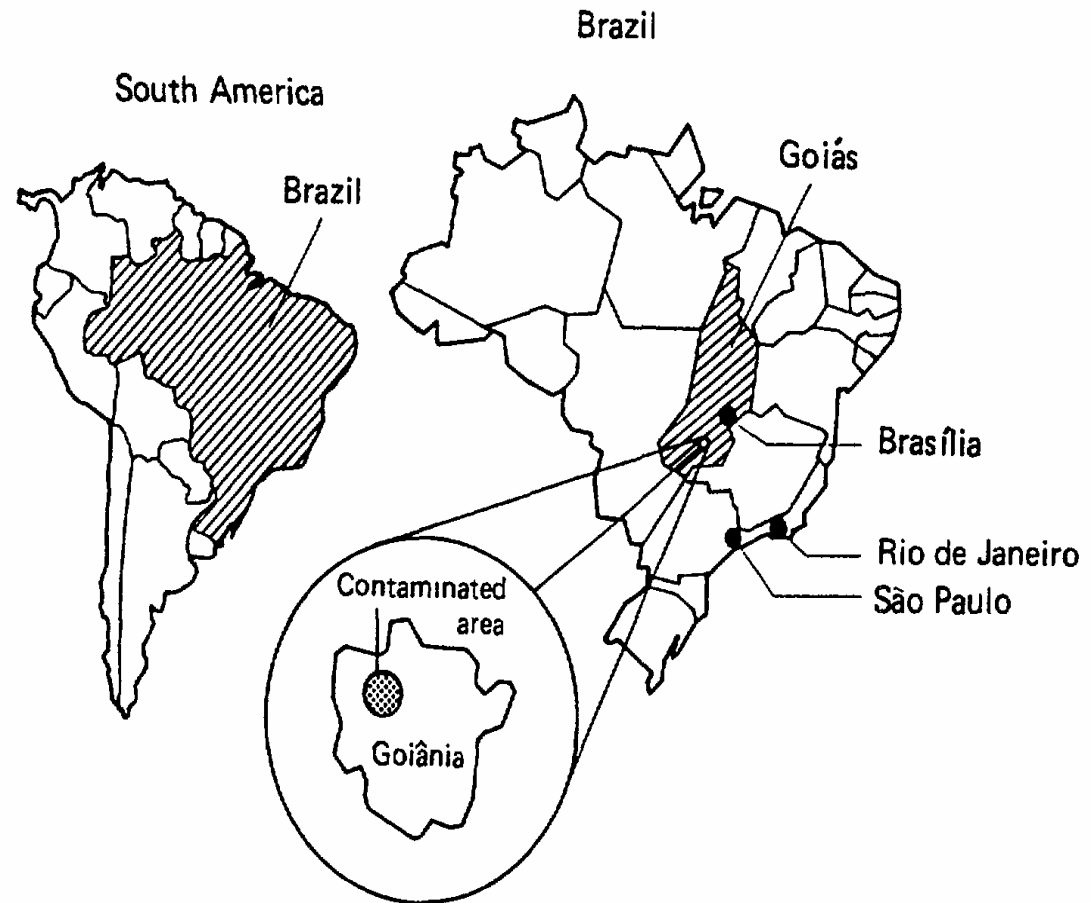 Brazil
South America
Brazil
Goiás
Brasília
Rio de Janeiro
São Paulo
Contaminated
area
Goiânia